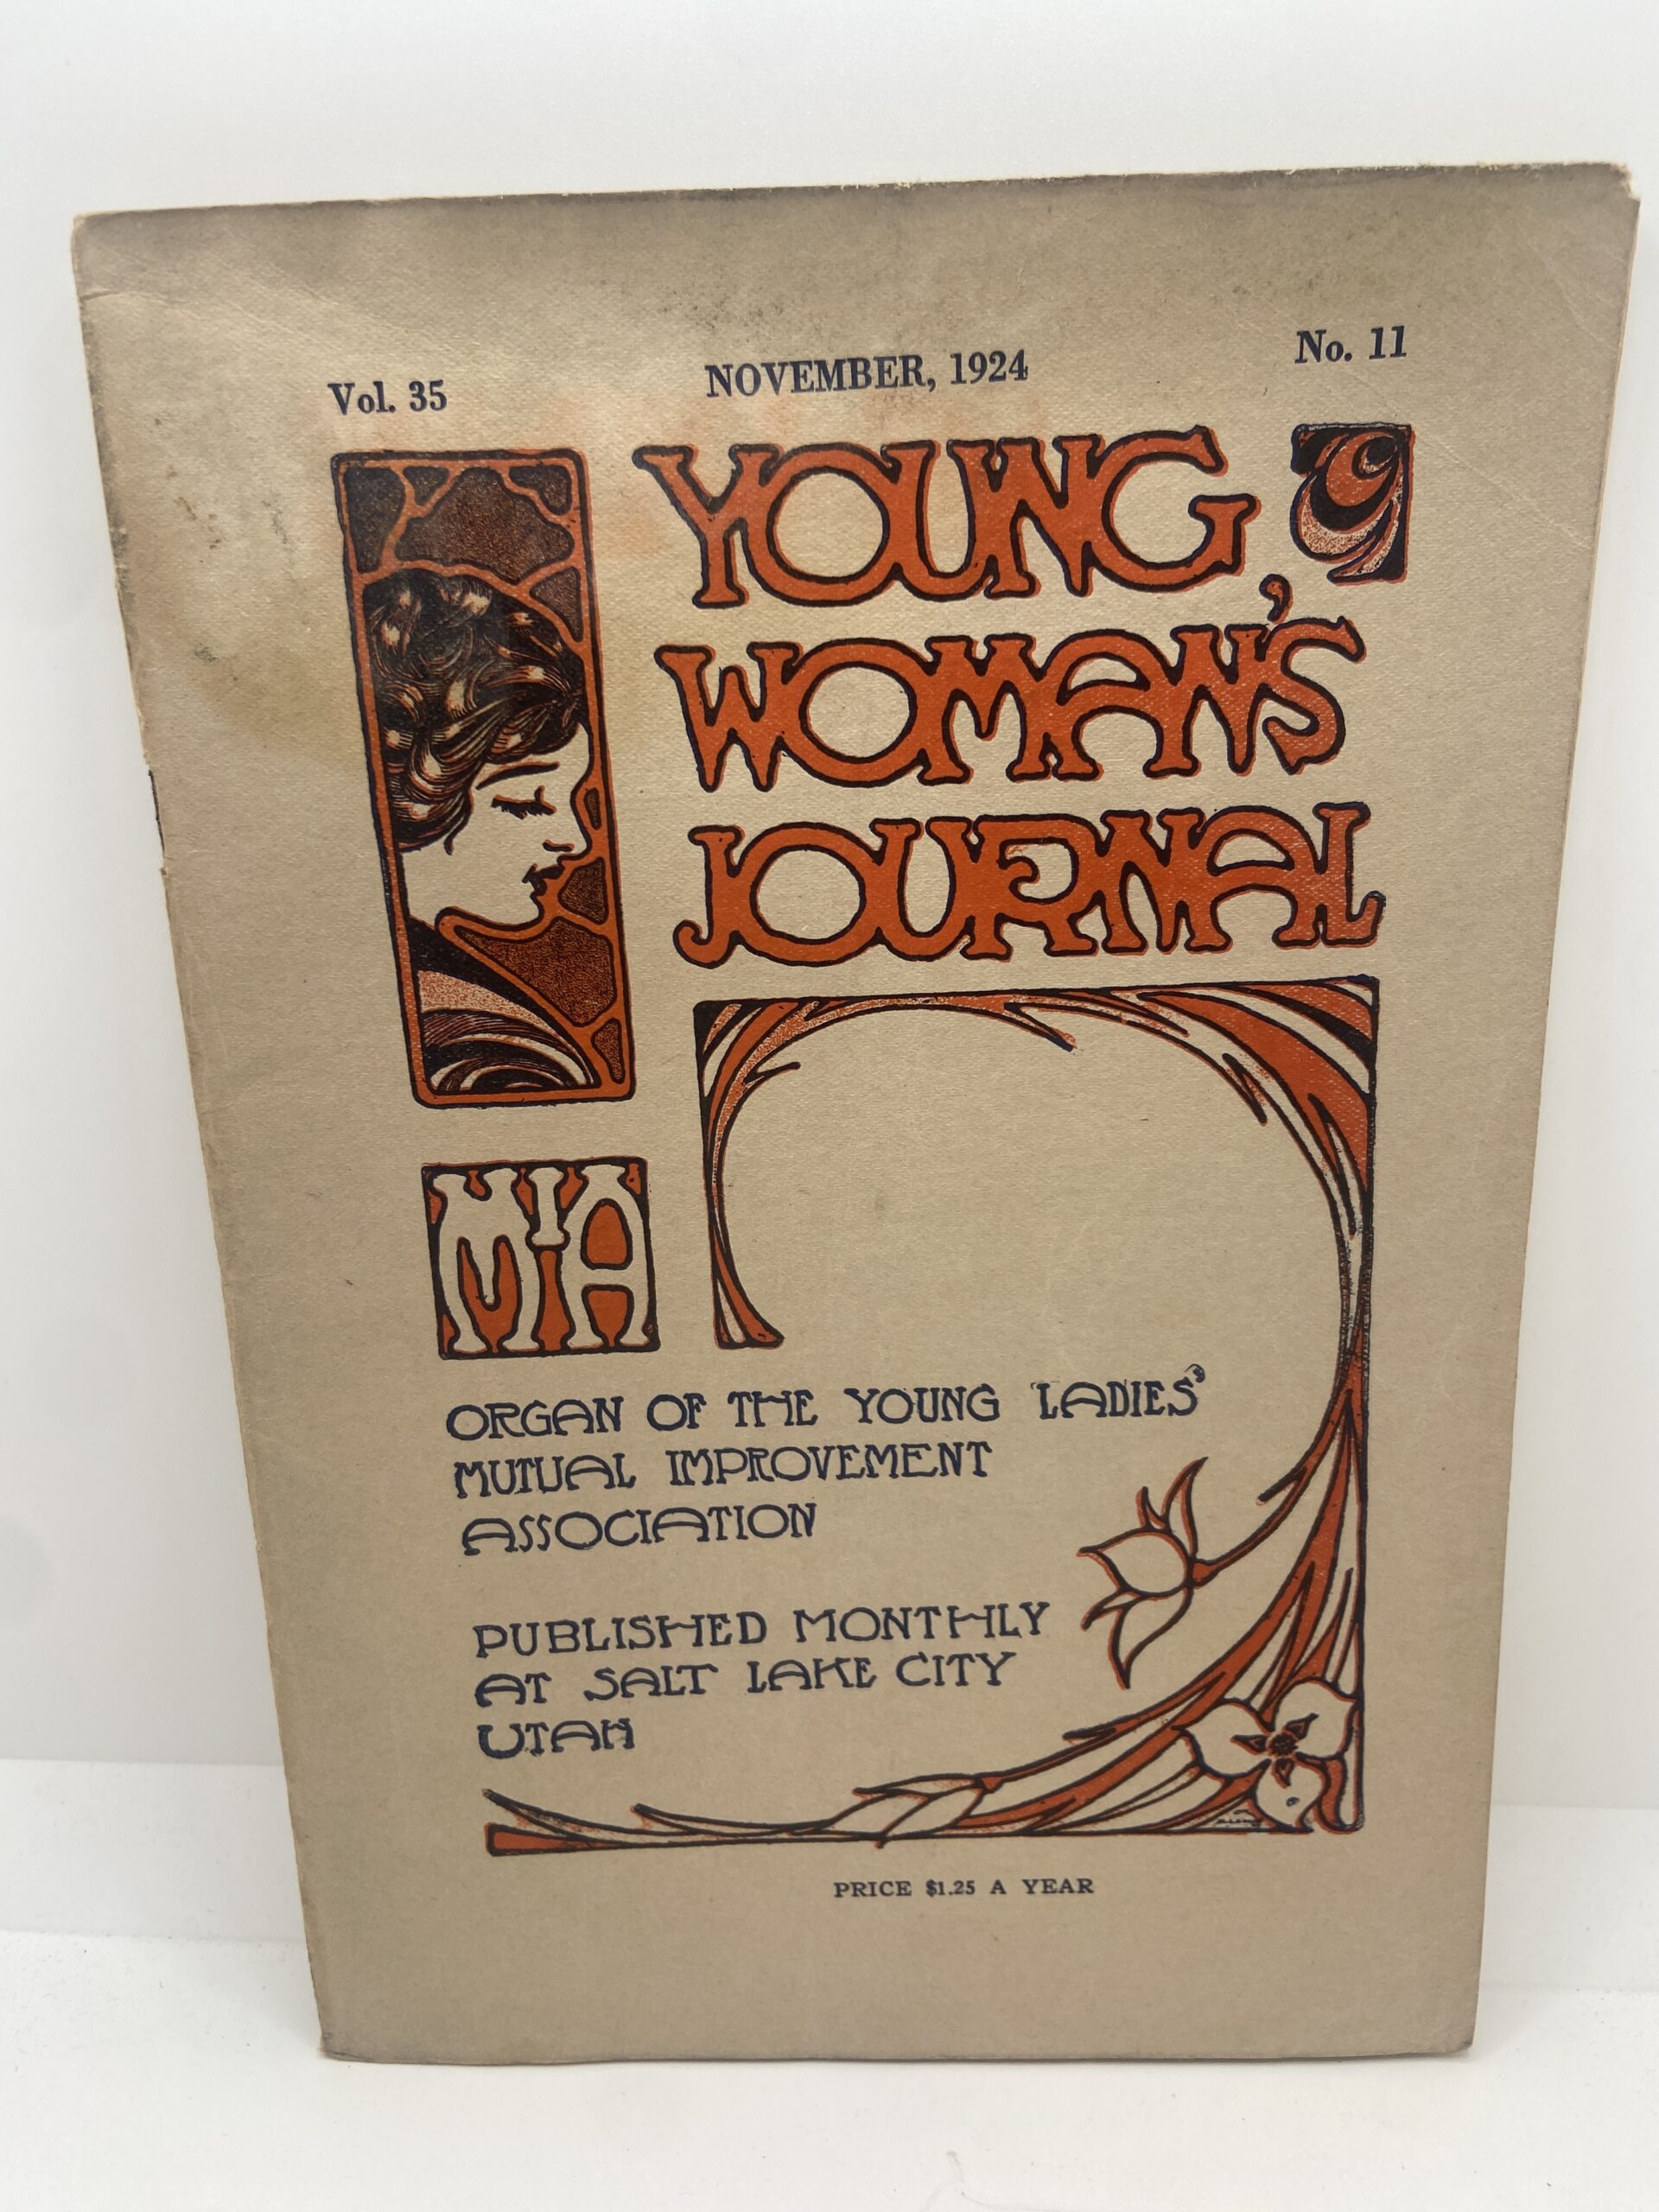 Vol. 35
NOVEMBER, 1924
No. 11
YOUNG
WOMAN'S
JOURNAL
MIA
ORGAN OF THE YOUNG LADIES'
MUTUAL IMPROVEMENT
ASSOCIATION
PUBLISHED MONTHLY
AT SALT LAKE CITY
UTAH
PRICE $1.25 A YEAR